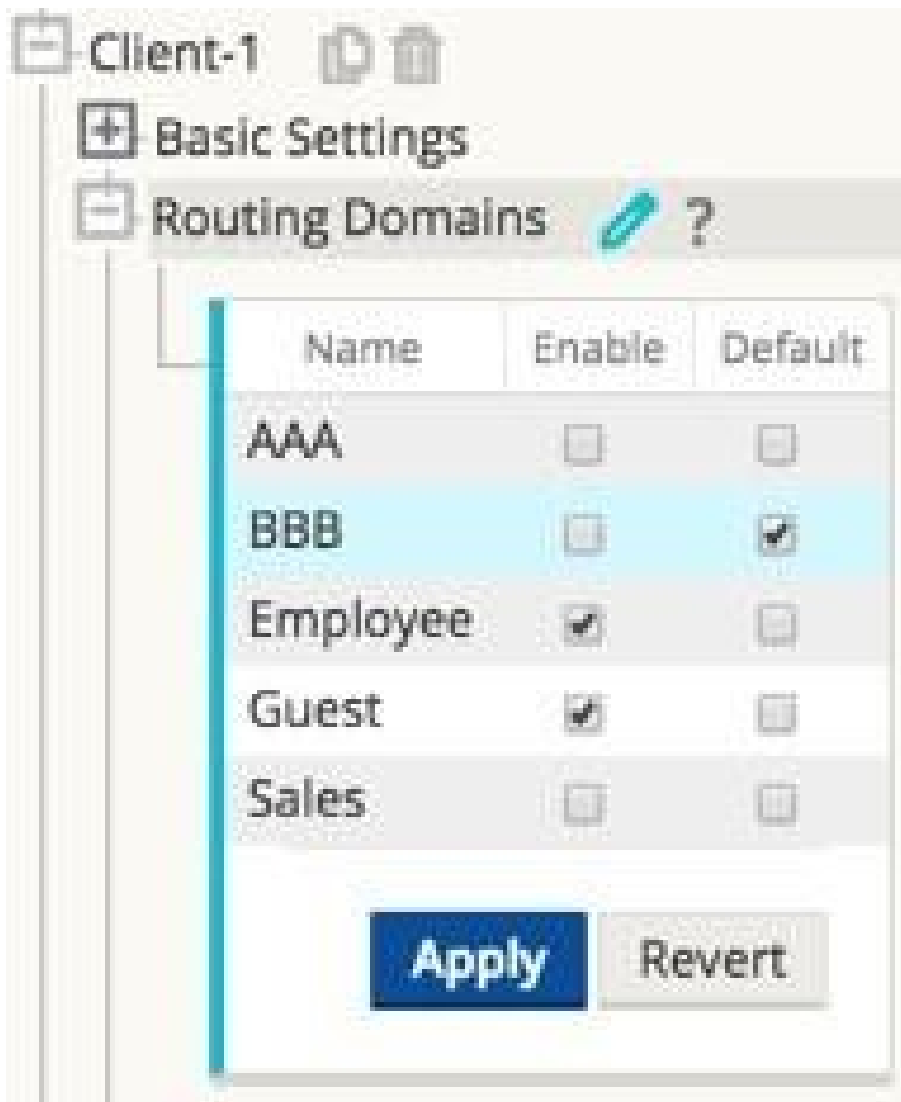 Client-1
Basic Settings
Routing Domains ?
Name Enable Default
AAA
BBB
Employee
Guest
Sales
Apply Revert